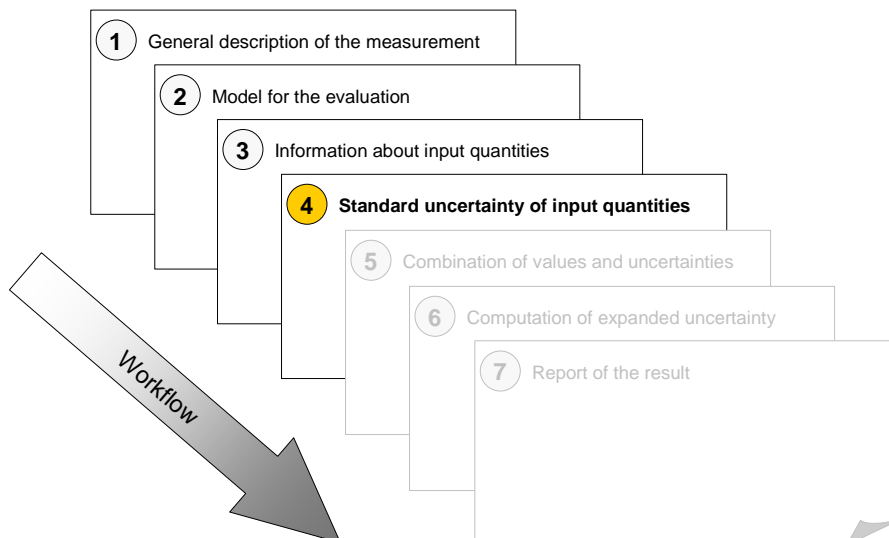 1 General description of the measurement
2 Model for the evaluation
3 Information about input quantities
4 Standard uncertainty of input quantities
5 Combination of values and uncertainties
6 Computation of expanded uncertainty
7 Report of the result
Workflow